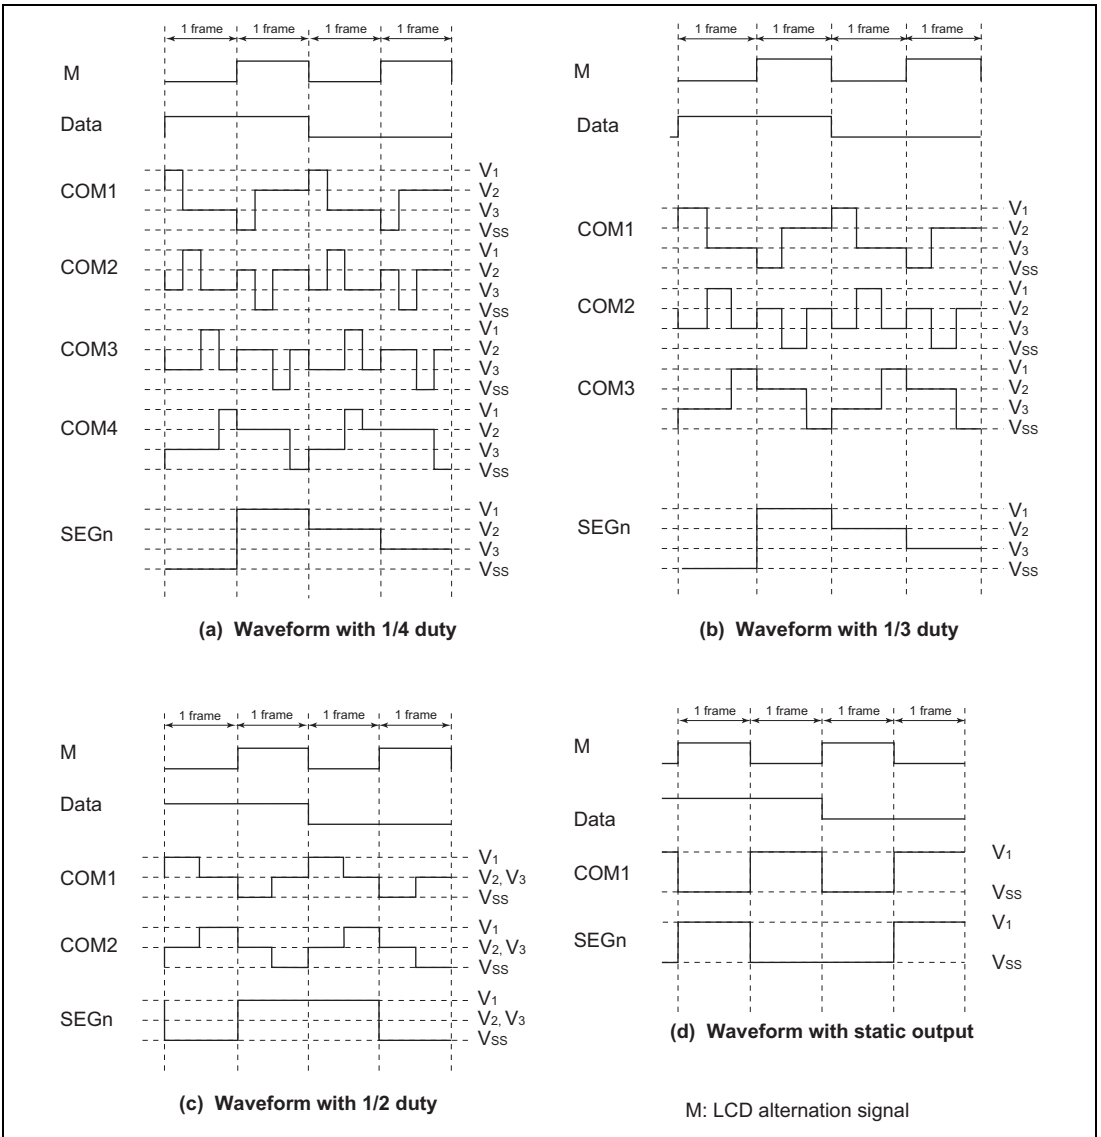 1 frame 1 frame 1 frame 1 frame
M
Data
COM1
V1
V2
V3
VSS
COM2
V1
V2
V3
VSS
COM3
V1
V2
V3
VSS
COM4
V1
V2
V3
VSS
SEGn
V1
V2
V3
VSS
(a) Waveform with 1/4 duty
1 frame 1 frame 1 frame 1 frame
M
Data
COM1
V1
V2
V3
VSS
COM2
V1
V2
V3
VSS
COM3
V1
V2
V3
VSS
SEGn
V1
V2
V3
VSS
(b) Waveform with 1/3 duty
1 frame 1 frame 1 frame 1 frame
M
Data
COM1
V1
V2, V3
VSS
COM2
V1
V2, V3
VSS
SEGn
V1
V2, V3
VSS
(c) Waveform with 1/2 duty
1 frame 1 frame 1 frame 1 frame
M
Data
COM1
V1
VSS
SEGn
V1
VSS
(d) Waveform with static output
M: LCD alternation signal